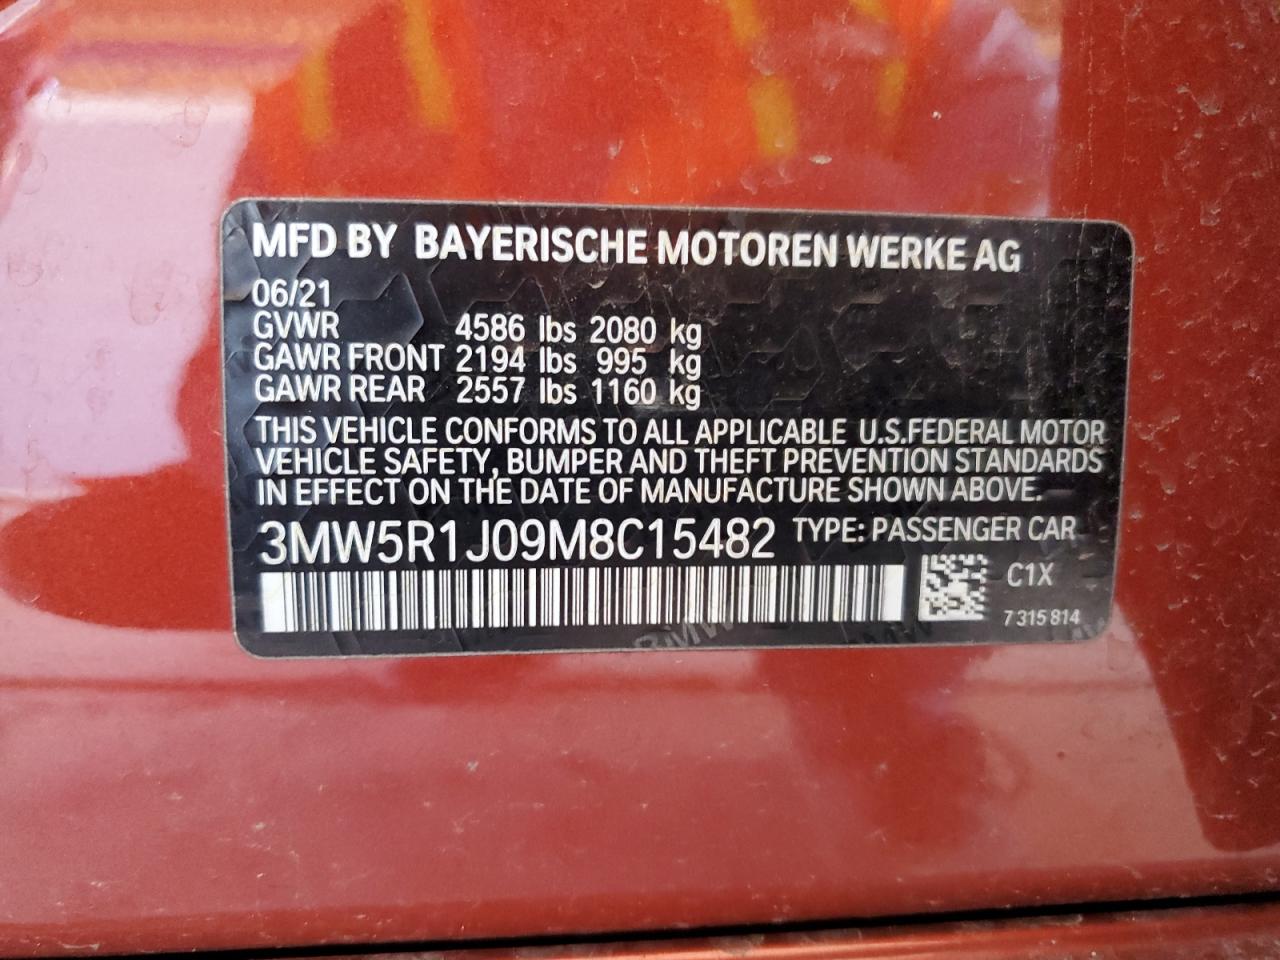 MFD BY BAYERISCHE MOTOREN WERKE AG
06/21
GVWR 4586 lbs 2080 kg
GAWR FRONT 2194 lbs 995 kg
GAWR REAR 2557 lbs 1160 kg
THIS VEHICLE CONFORMS TO ALL APPLICABLE U.S.FEDERAL MOTOR
VEHICLE SAFETY, BUMPER AND THEFT PREVENTION STANDARDS
IN EFFECT ON THE DATE OF MANUFACTURE SHOWN ABOVE.
3MW5R1J09M8C15482 TYPE: PASSENGER CAR
C1X
7 315 814
BMW